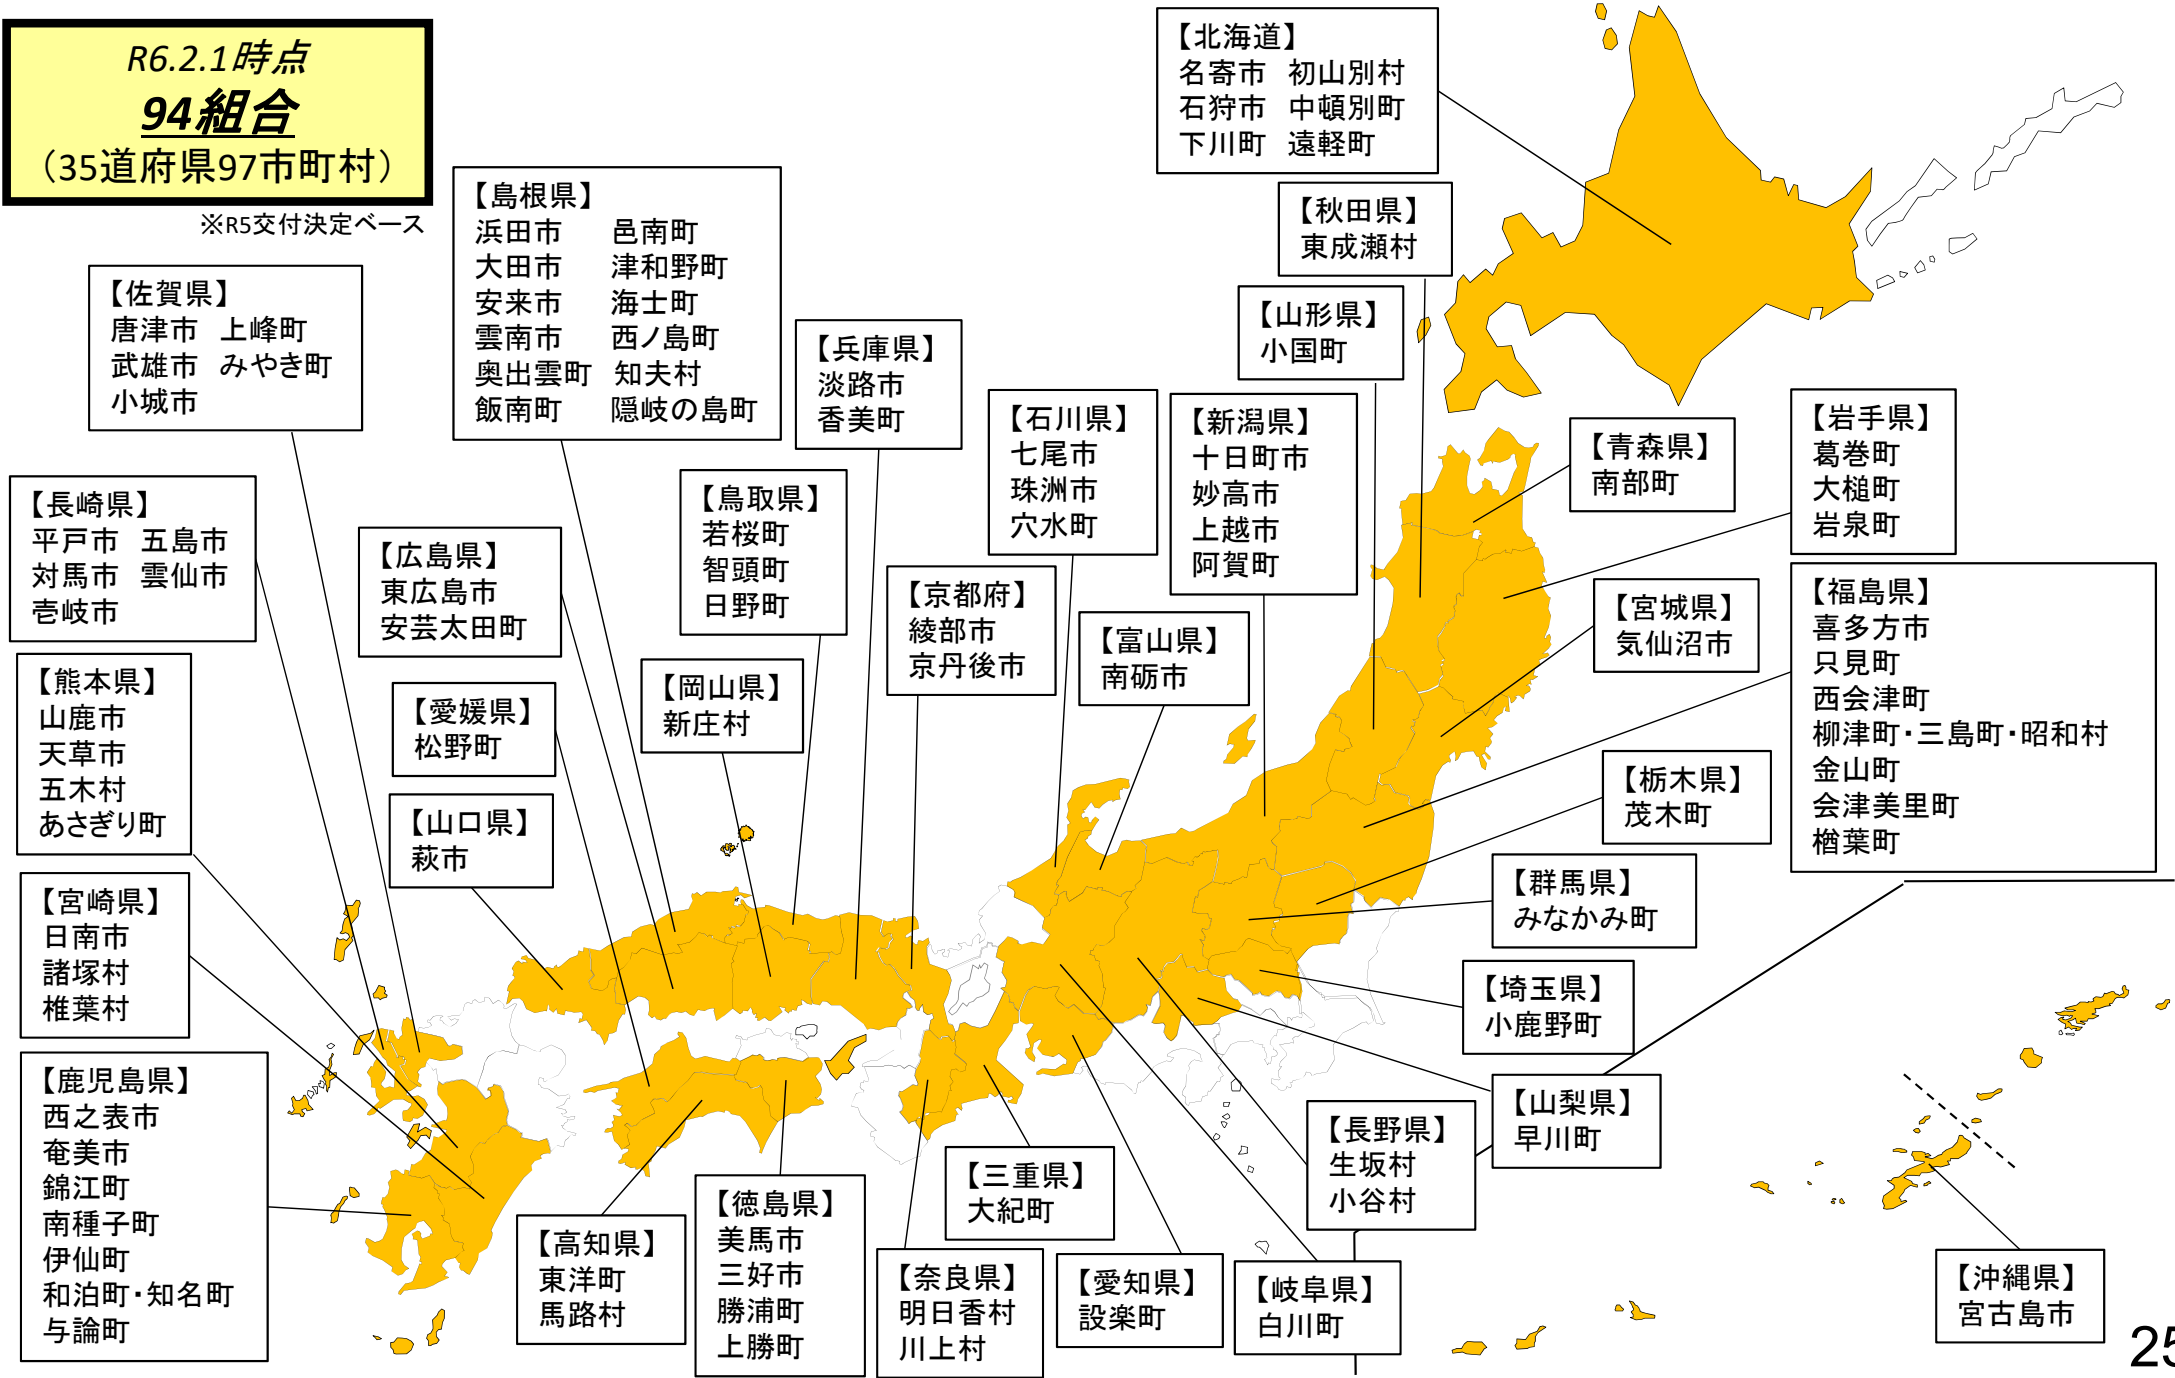 R6.2.1時点
94組合
（35道府県97市町村）
※R5交付決定ベース
【北海道】
名寄市　初山別村
石狩市　中頓別町
下川町　遠軽町
【秋田県】
東成瀬村
【山形県】
小国町
【島根県】
浜田市　邑南町
大田市　津和野町
安来市　海士町
雲南市　西ノ島町
奥出雲町　知夫村
飯南町　隠岐の島町
【佐賀県】
唐津市　上峰町
武雄市　みやき町
小城市
【兵庫県】
淡路市
香美町
【石川県】
七尾市
珠洲市
穴水町
【新潟県】
十日町市
妙高市
上越市
阿賀町
【青森県】
南部町
【岩手県】
葛巻町
大槌町
岩泉町
【長崎県】
平戸市　五島市
対馬市　雲仙市
壱岐市
【広島県】
東広島市
安芸太田町
【鳥取県】
若桜町
智頭町
日野町
【京都府】
綾部市
京丹後市
【富山県】
南砺市
【宮城県】
気仙沼市
【福島県】
喜多方市
只見町
西会津町
柳津町・三島町・昭和村
金山町
会津美里町
楢葉町
【熊本県】
山鹿市
天草市
五木村
あさぎり町
【愛媛県】
松野町
【岡山県】
新庄村
【栃木県】
茂木町
【山口県】
萩市
【群馬県】
みなかみ町
【宮崎県】
日南市
諸塚村
椎葉村
【埼玉県】
小鹿野町
【鹿児島県】
西之表市
奄美市
錦江町
南種子町
伊仙町
和泊町・知名町
与論町
【山梨県】
早川町
【長野県】
生坂村
小谷村
【三重県】
大紀町
【徳島県】
美馬市
三好市
勝浦町
上勝町
【高知県】
東洋町
馬路村
【奈良県】
明日香村
川上村
【愛知県】
設楽町
【岐阜県】
白川町
【沖縄県】
宮古島市
25